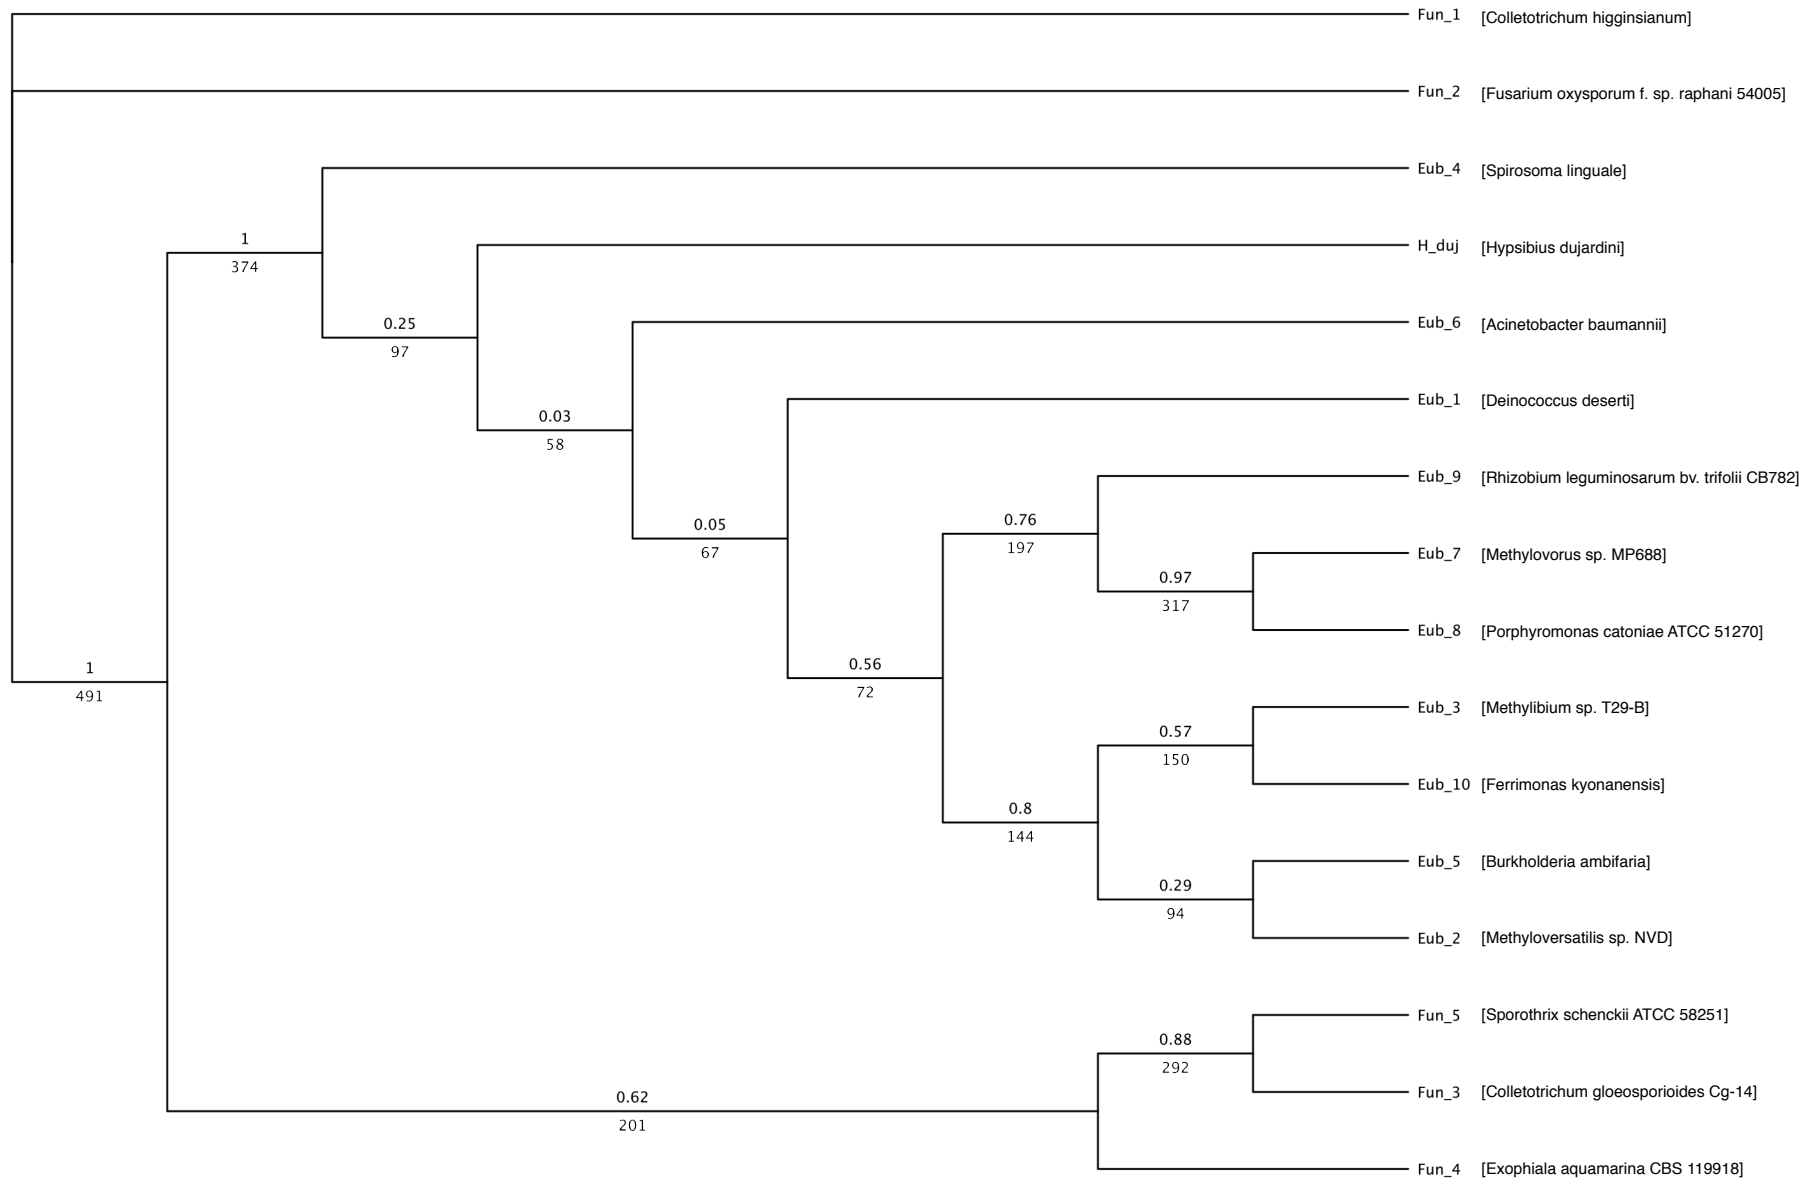 Fun_1 [Colletotrichum higginsianum]
Fun_2 [Fusarium oxysporum f. sp. raphani 54005]
Eub_4 [Spirosoma linguale]
1
374
H_duj [Hypsibius dujardini]
0.25
97
Eub_6 [Acinetobacter baumannii]
0.03
58
Eub_1 [Deinococcus deserti]
Eub_9 [Rhizobium leguminosarum bv. trifolii CB782]
0.05
67
0.76
197
Eub_7 [Methylovorus sp. MP688]
0.97
317
Eub_8 [Porphyromonas catoniae ATCC 51270]
1
491
0.56
72
Eub_3 [Methylibium sp. T29-B]
0.57
150
Eub_10 [Ferrimonas kyonanensis]
0.8
144
Eub_5 [Burkholderia ambifaria]
0.29
94
Eub_2 [Methyloversatilis sp. NVD]
Fun_5 [Sporothrix schenckii ATCC 58251]
0.88
292
Fun_3 [Colletotrichum gloeosporioides Cg-14]
0.62
201
Fun_4 [Exophiala aquamarina CBS 119918]